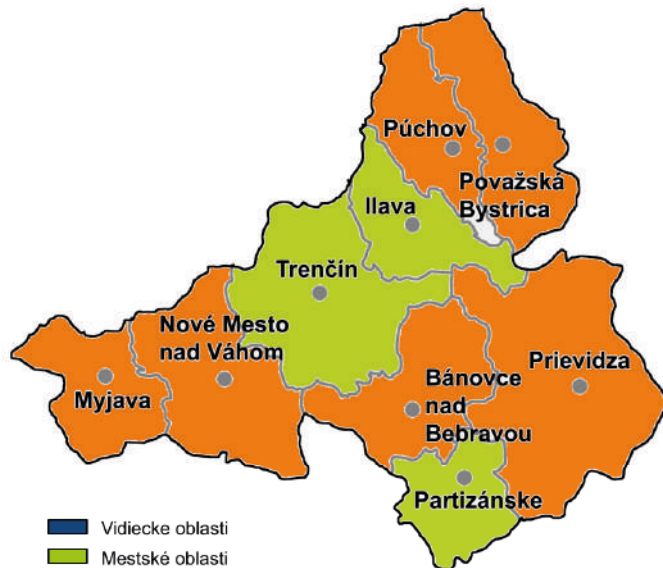 Púchov
Považská
Bystrica
Ilava
Trenčín
Nové Mesto
nad Váhom
Myjava
Bánovce
nad
Bebravou
Prievidza
Partizánske
Vidiecke oblasti
Mestské oblasti